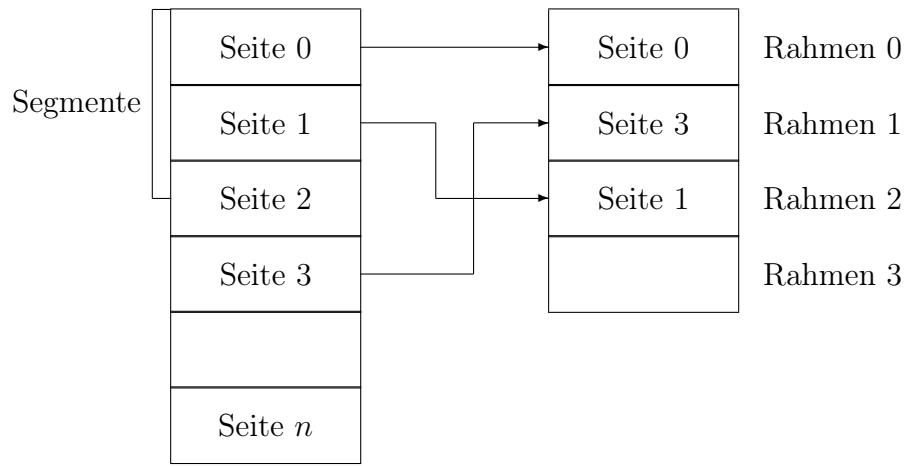 Seite 0
Seite 0
Rahmen 0
Segmente
Seite 1
Seite 3
Rahmen 1
Seite 2
Seite 1
Rahmen 2
Seite 3
Rahmen 3
Seite n